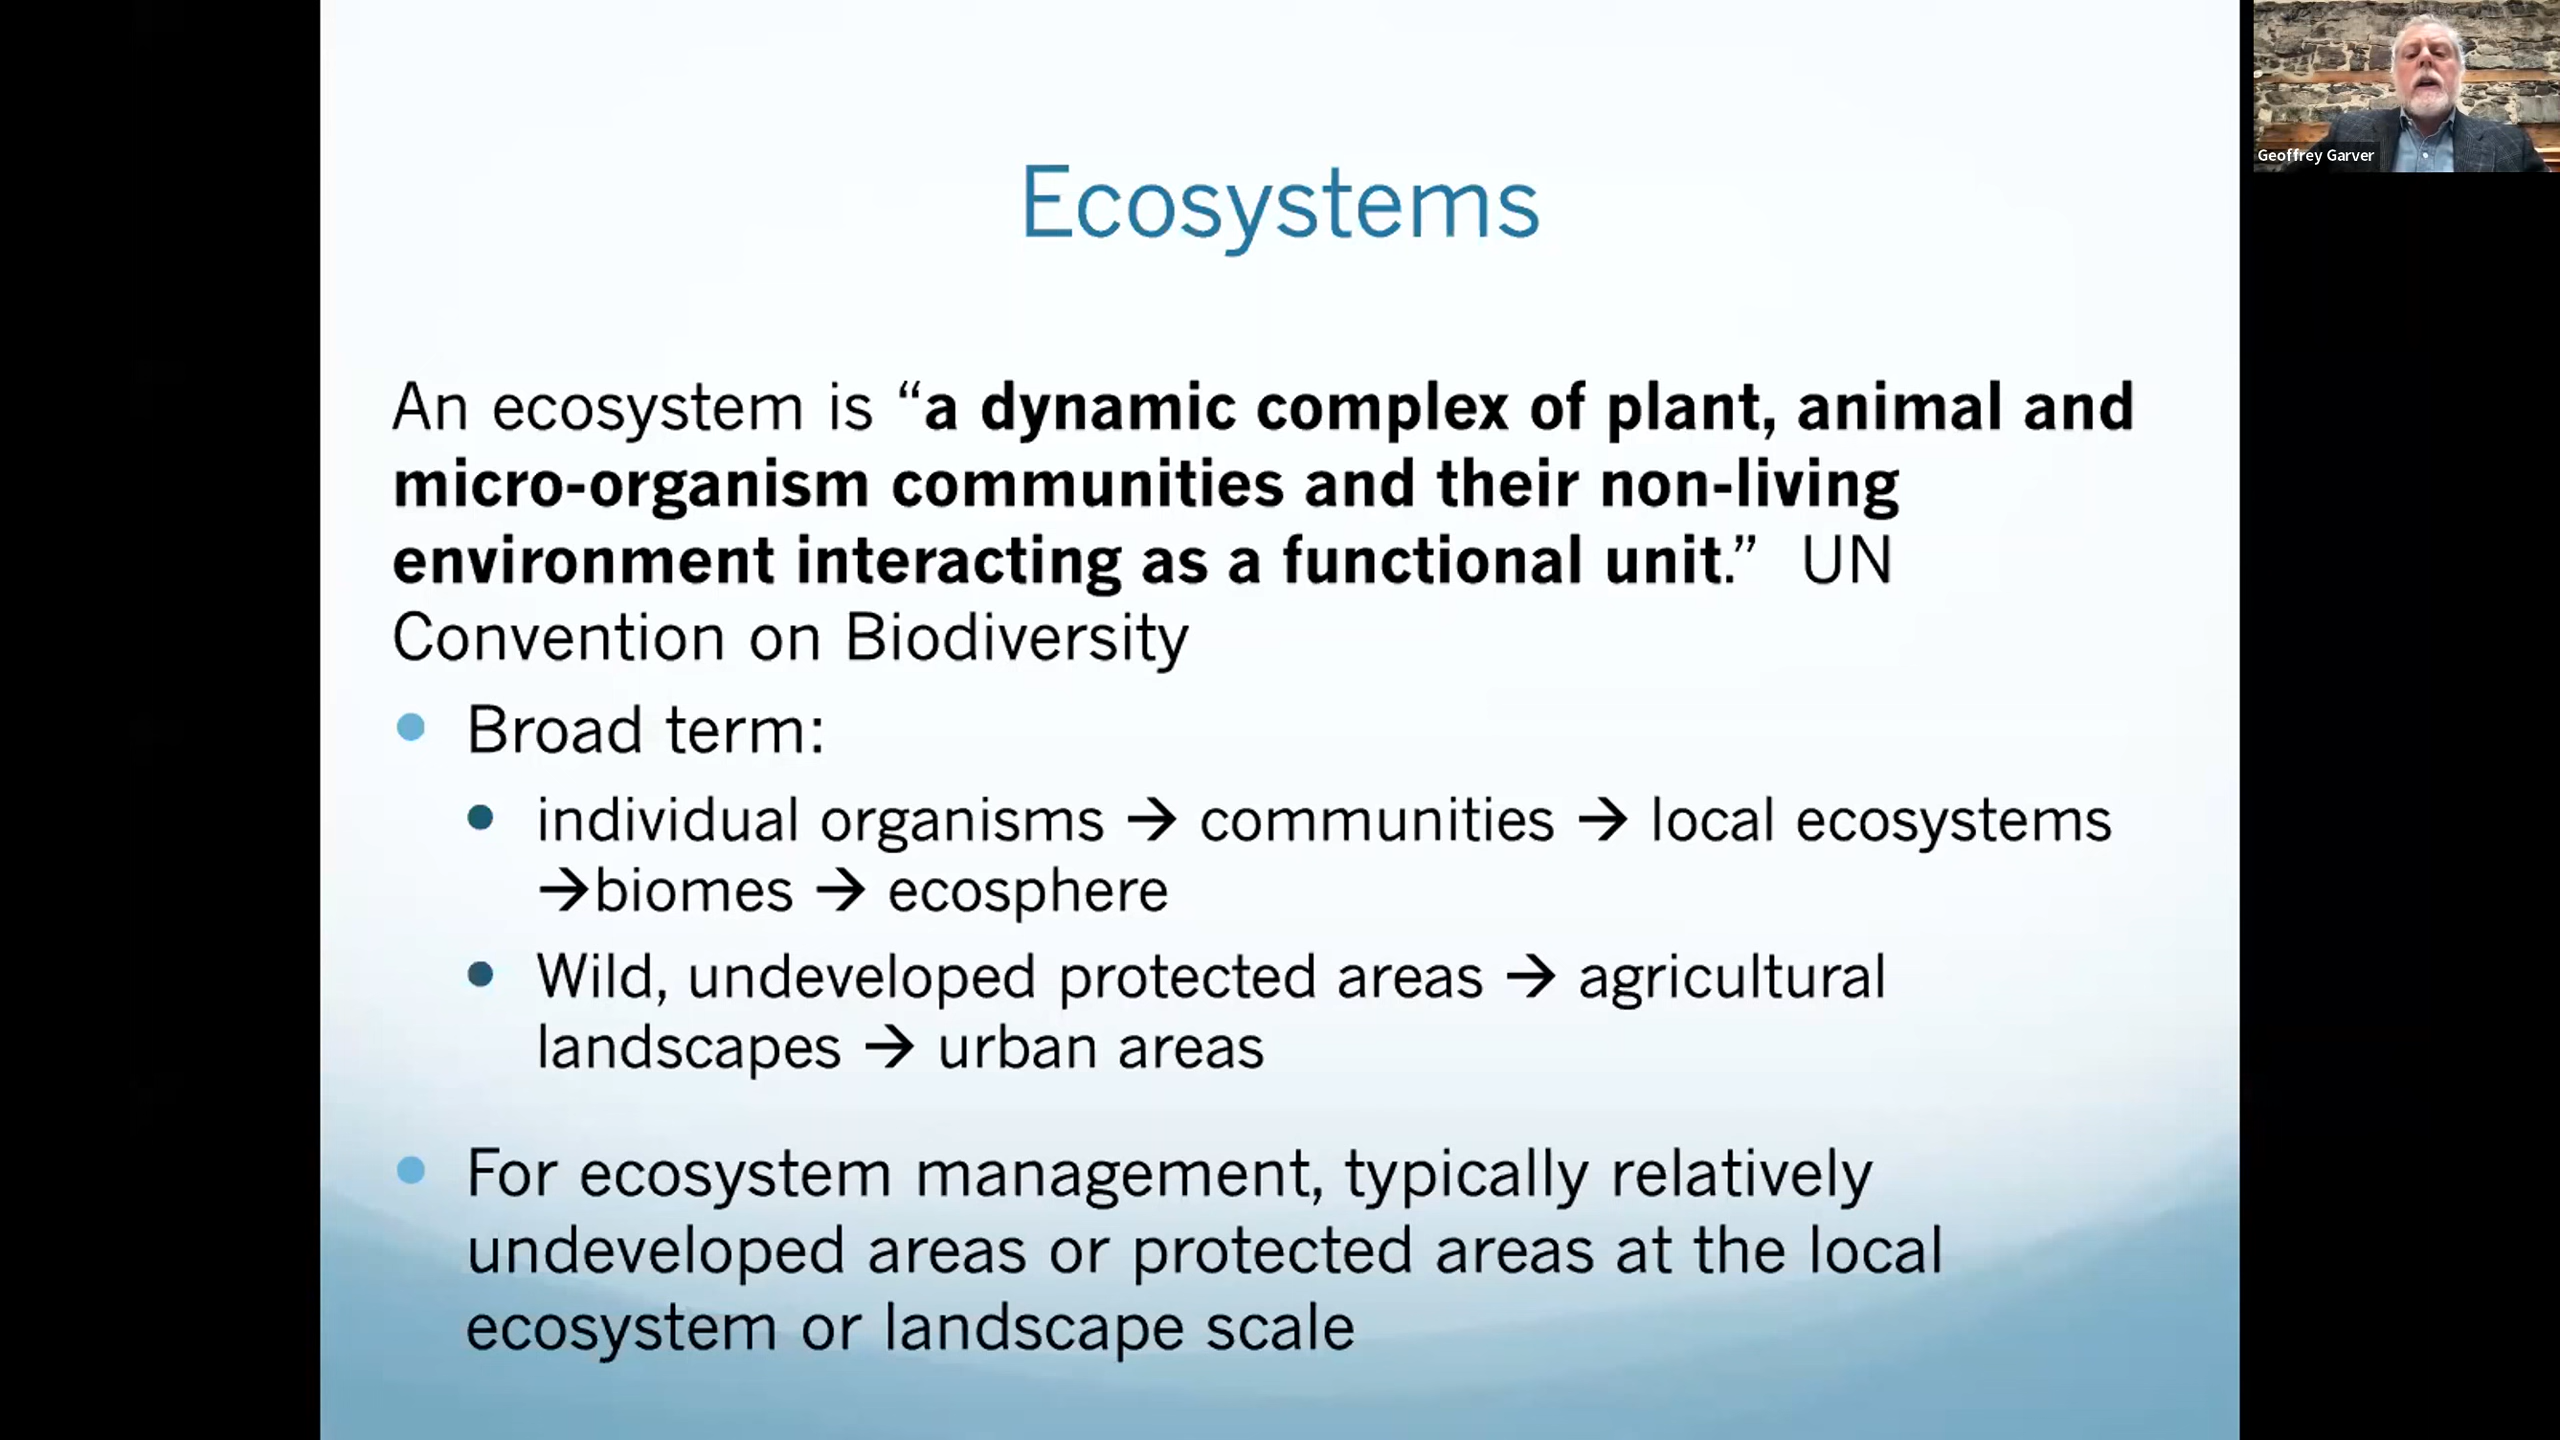 Ecosystems
An ecosystem is “a dynamic complex of plant, animal and
micro-organism communities and their non-living
environment interacting as a functional unit.” UN
Convention on Biodiversity
• Broad term:
• individual organisms → communities → local ecosystems
→biomes → ecosphere
• Wild, undeveloped protected areas → agricultural
landscapes → urban areas
• For ecosystem management, typically relatively
undeveloped areas or protected areas at the local
ecosystem or landscape scale
Geoffrey Garver